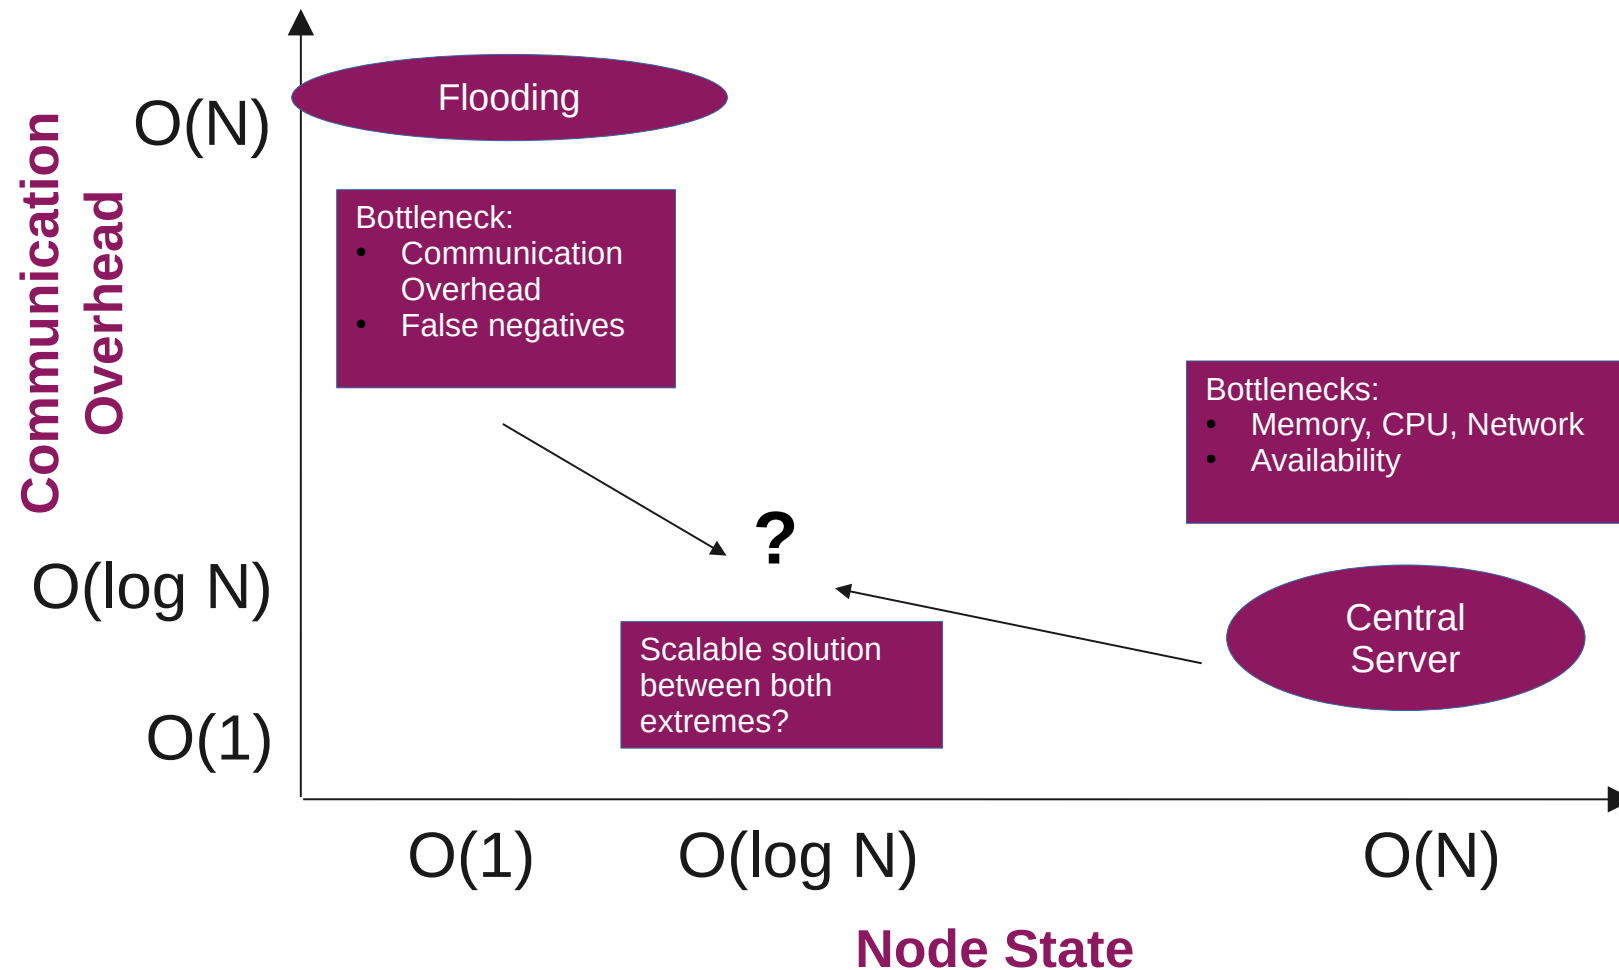 Communication
Overhead
O(N)
Flooding
Bottleneck:
• Communication
Overhead
• False negatives
Bottlenecks:
• Memory, CPU, Network
• Availability
?
O(log N)
Central
Server
Scalable solution
between both
extremes?
O(1)
O(1)
O(log N)
O(N)
Node State